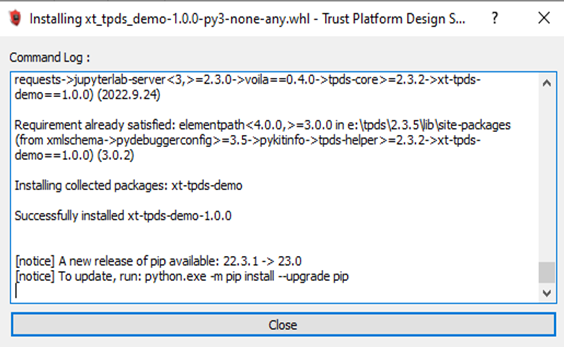 Installing xt_tpds_demo-1.0.0-py3-none-any.whl - Trust Platform Design S...
Command Log :
requests->jupyterlab-server<3,>=2.3.0->voila==0.4.0->tpds-core>=2.3.2->xt-tpds-
demo==1.0.0) (2022.9.24)
Requirement already satisfied: elementpath<4.0.0,>=3.0.0 in e:\tpds\2.3.5\lib\site-packages
(from xmlschema->pydebuggerconfig>=3.5->pykitinfo->tpds-helper>=2.3.2->xt-tpds-
demo==1.0.0) (3.0.2)
Installing collected packages: xt-tpds-demo
Successfully installed xt-tpds-demo-1.0.0
[notice] A new release of pip available: 22.3.1 -> 23.0
[notice] To update, run: python.exe -m pip install --upgrade pip
Close